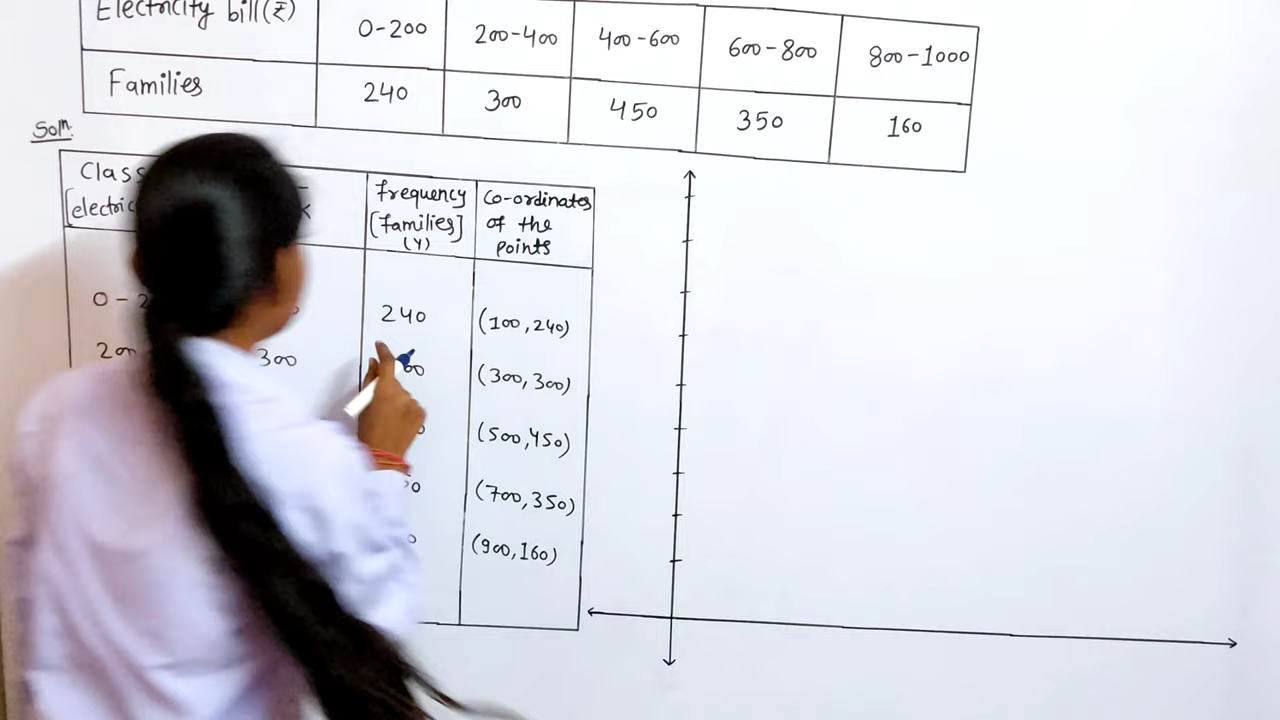 Electricity bill(₹) 0-200 200-400 400-600 600-800 800-1000
Families 240 300 450 350 160
Soln.
Frequency Co-ordinates
[families] of the
(Y) points
240 (100,240)
300 (300,300)
(500,450)
(700,350)
(900,160)